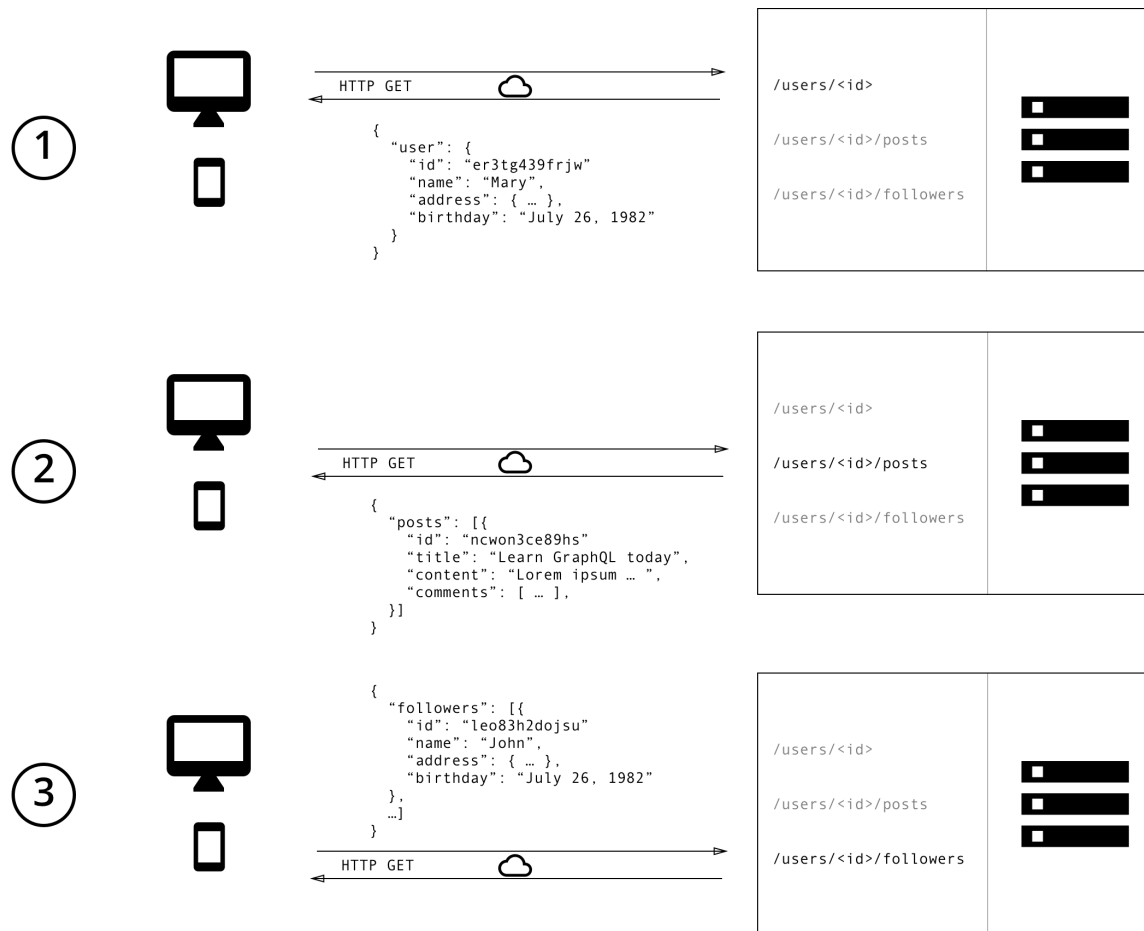 1
HTTP GET
{
“user”: {
“id”: “er3tg439frjw”
“name”: “Mary”,
“address”: { … },
“birthday”: “July 26, 1982”
}
}
/users/<id>
/users/<id>/posts
/users/<id>/followers
2
HTTP GET
{
“posts”: [{
“id”: “ncwon3ce89hs”
“title”: “Learn GraphQL today”,
“content”: “Lorem ipsum … ”,
“comments”: [ … ],
}]
}
/users/<id>
/users/<id>/posts
/users/<id>/followers
3
{
“followers”: [{
“id”: “leo83h2dojsu”
“name”: “John”,
“address”: { … },
“birthday”: “July 26, 1982”
},
…]
}
HTTP GET
/users/<id>
/users/<id>/posts
/users/<id>/followers